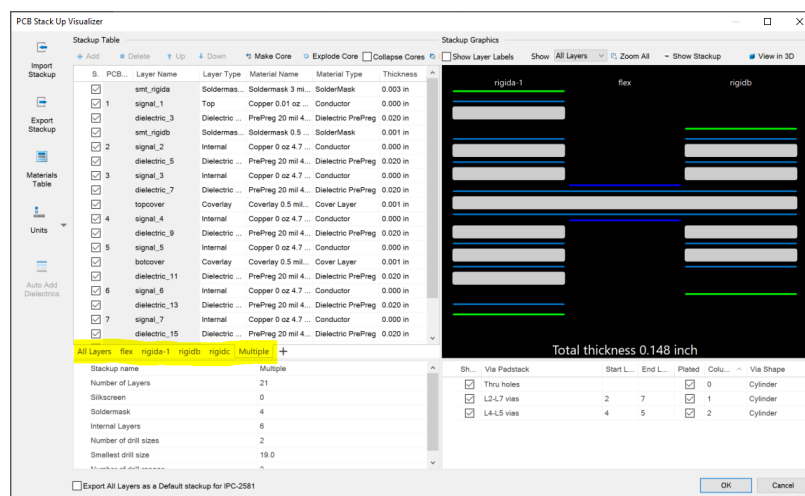 PCB Stack Up Visualizer
Import Stackup
Export Stackup
Materials Table
Units
Auto Add Dielectrics
Stackup Table
+ Add Delete Up Down Make Core Explode Core Collapse Cores
S. PCB... Layer Name Layer Type Material Name Material Type Thickness
smt_rigida Soldermas... Soldermask 3 mi... SolderMask 0.003 in
1 signal_1 Top Copper 0.01 oz ... Conductor 0.000 in
dielectric_3 Dielectric ... PrePreg 20 mil 4... Dielectric PrePreg 0.020 in
smt_rigidb Soldermas... Soldermask 0.5 ... SolderMask 0.001 in
2 signal_2 Internal Copper 0 oz 4.7 ... Conductor 0.000 in
dielectric_5 Dielectric ... PrePreg 20 mil 4... Dielectric PrePreg 0.020 in
3 signal_3 Internal Copper 0 oz 4.7 ... Conductor 0.000 in
dielectric_7 Dielectric ... PrePreg 20 mil 4... Dielectric PrePreg 0.020 in
topcover Coverlay Coverlay 0.5 mil... Cover Layer 0.001 in
4 signal_4 Internal Copper 0 oz 4.7 ... Conductor 0.000 in
dielectric_9 Dielectric ... PrePreg 20 mil 4... Dielectric PrePreg 0.020 in
5 signal_5 Internal Copper 0 oz 4.7 ... Conductor 0.000 in
botcover Coverlay Coverlay 0.5 mil... Cover Layer 0.001 in
dielectric_11 Dielectric ... PrePreg 20 mil 4... Dielectric PrePreg 0.020 in
6 signal_6 Internal Copper 0 oz 4.7 ... Conductor 0.000 in
dielectric_13 Dielectric ... PrePreg 20 mil 4... Dielectric PrePreg 0.020 in
7 signal_7 Internal Copper 0 oz 4.7 ... Conductor 0.000 in
dielectric_15 Dielectric ... PrePreg 20 mil 4... Dielectric PrePreg 0.020 in
All Layers flex rigida-1 rigidb rigidc Multiple +
Stackup name Multiple
Number of Layers 21
Silkscreen 0
Soldermask 4
Internal Layers 6
Number of drill sizes 2
Smallest drill size 19.0
Stackup Graphics
Show Layer Labels Show All Layers Zoom All Show Stackup View in 3D
rigida-1 flex rigidb
Total thickness 0.148 inch
Sh... Via Padstack Start L... End L... Plated Colu... Via Shape
Thru holes 0 Cylinder
L2-L7 vias 2 7 1 Cylinder
L4-L5 vias 4 5 2 Cylinder
Export All Layers as a Default stackup for IPC-2581
OK Cancel